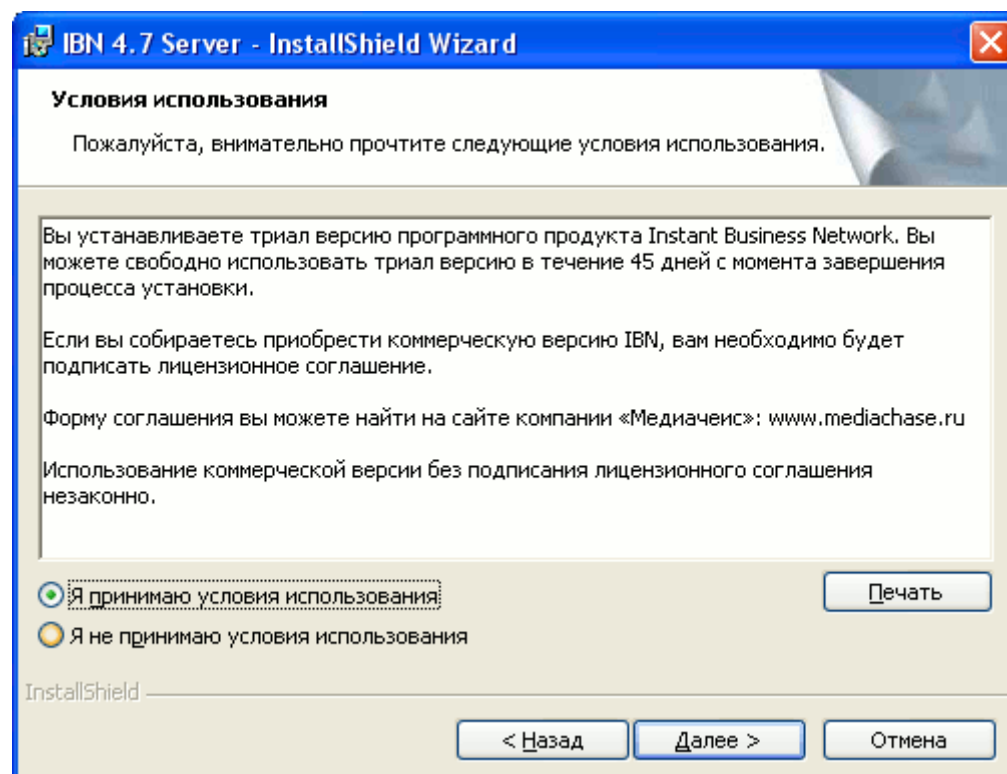 IBN 4.7 Server - InstallShield Wizard
Условия использования
Пожалуйста, внимательно прочтите следующие условия использования.
Вы устанавливаете триал версию программного продукта Instant Business Network. Вы
можете свободно использовать триал версию в течение 45 дней с момента завершения
процесса установки.
Если вы собираетесь приобрести коммерческую версию IBN, вам необходимо будет
подписать лицензионное соглашение.
Форму соглашения вы можете найти на сайте компании «Медиачеис»: www.mediachase.ru
Использование коммерческой версии без подписания лицензионного соглашения
незаконно.
Я принимаю условия использования
Печать
Я не принимаю условия использования
InstallShield
< Назад Далее > Отмена